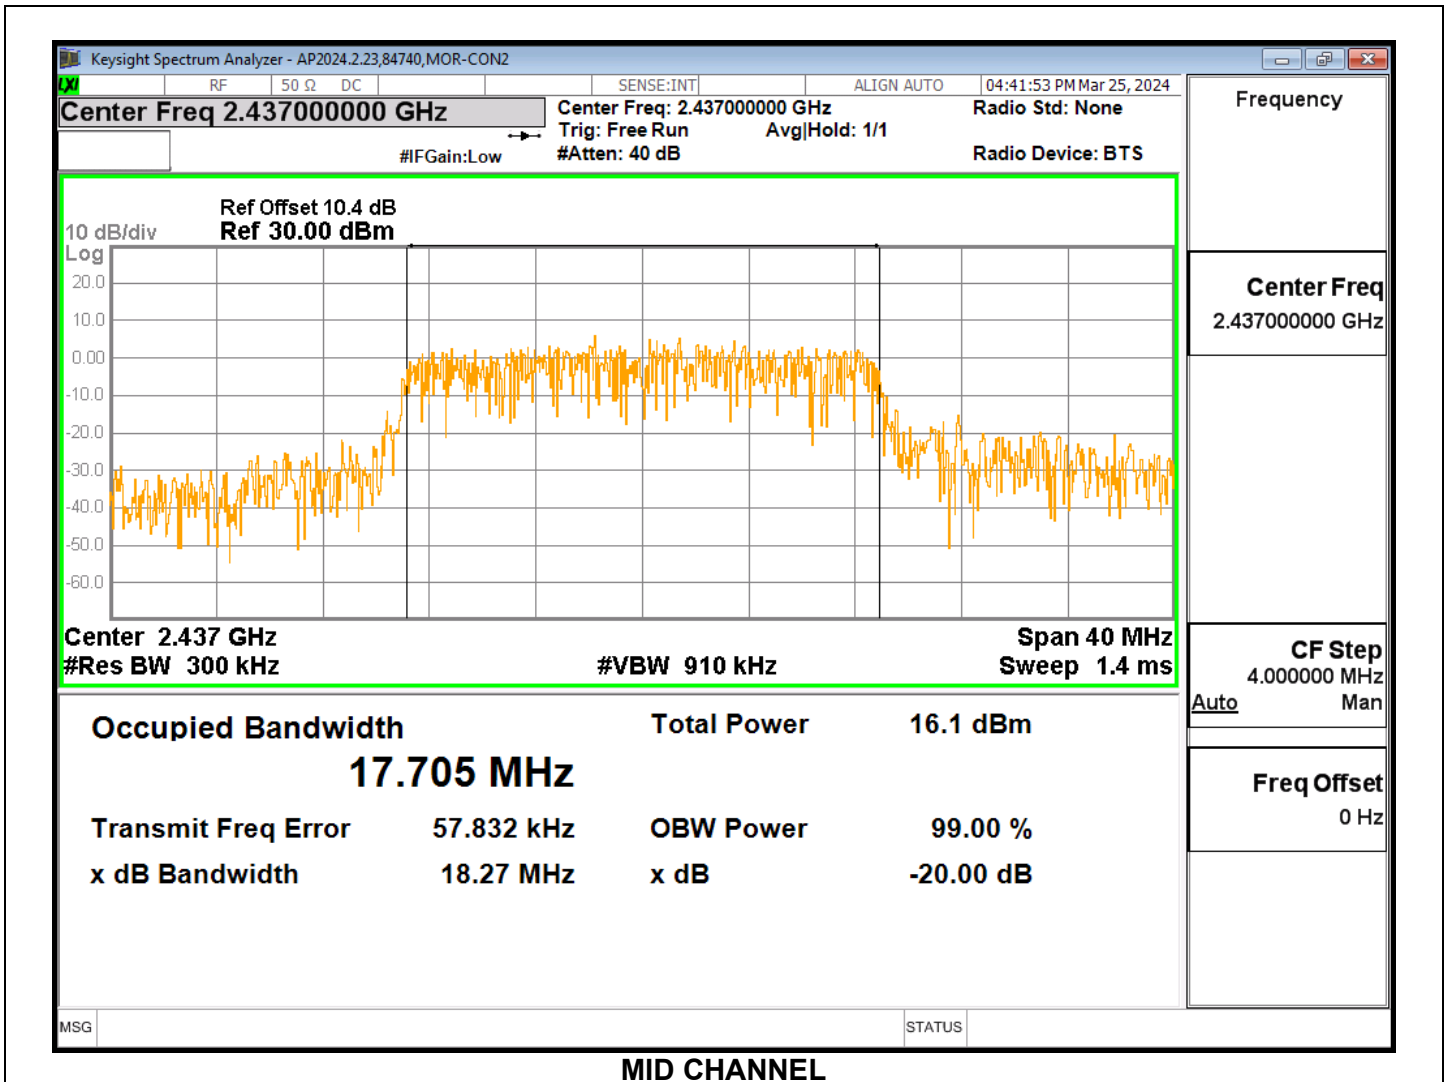 Keysight Spectrum Analyzer - AP2024.2.23,84740,MOR-CON2
LXI RF 50 Ω DC SENSE:INT ALIGN AUTO 04:41:53 PM Mar 25, 2024
Center Freq 2.437000000 GHz
#IFGain:Low
Center Freq: 2.437000000 GHz
Trig: Free Run Avg|Hold: 1/1
#Atten: 40 dB
Radio Std: None
Radio Device: BTS
Frequency
Ref Offset 10.4 dB
10 dB/div Ref 30.00 dBm
Log
20.0
10.0
0.00
-10.0
-20.0
-30.0
-40.0
-50.0
-60.0
Center 2.437 GHz Span 40 MHz
#Res BW 300 kHz #VBW 910 kHz Sweep 1.4 ms
Center Freq
2.437000000 GHz
CF Step
4.000000 MHz
Auto Man
Freq Offset
0 Hz
Occupied Bandwidth Total Power 16.1 dBm
17.705 MHz
Transmit Freq Error 57.832 kHz OBW Power 99.00 %
x dB Bandwidth 18.27 MHz x dB -20.00 dB
MSG STATUS
MID CHANNEL